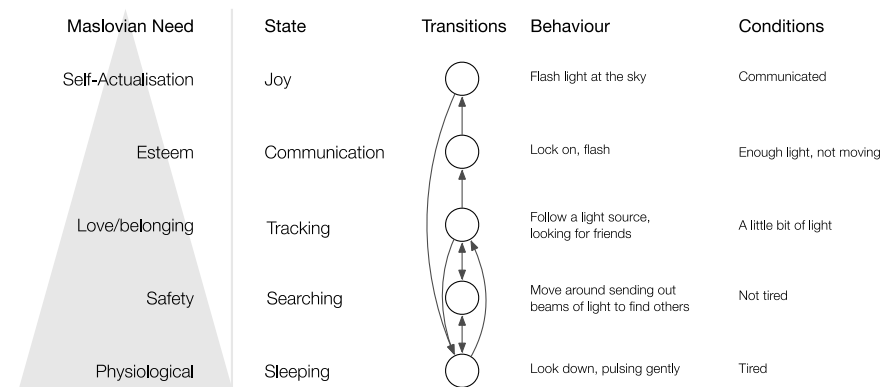 Maslovian Need State Transitions Behaviour Conditions
Self-Actualisation Joy Flash light at the sky Communicated
Esteem Communication Lock on, flash Enough light, not moving
Love/belonging Tracking Follow a light source,
looking for friends A little bit of light
Safety Searching Move around sending out
beams of light to find others Not tired
Physiological Sleeping Look down, pulsing gently Tired